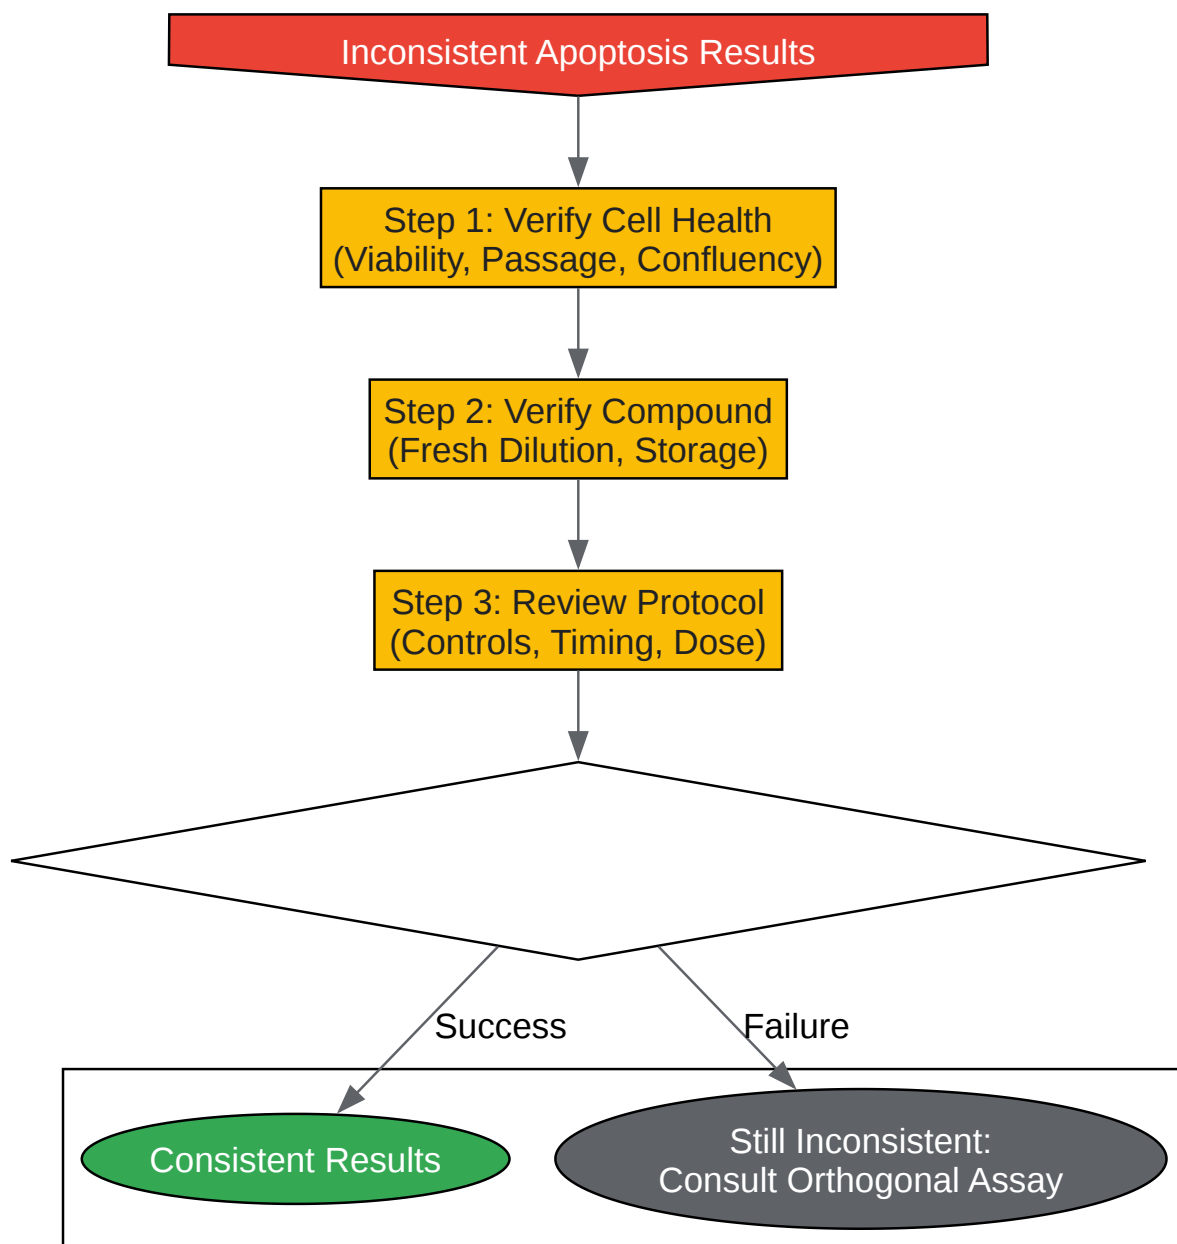 Inconsistent Apoptosis Results
Step 1: Verify Cell Health
(Viability, Passage, Confluency)
Step 2: Verify Compound
(Fresh Dilution, Storage)
Step 3: Review Protocol
(Controls, Timing, Dose)
Success
Failure
Consistent Results
Still Inconsistent:
Consult Orthogonal Assay